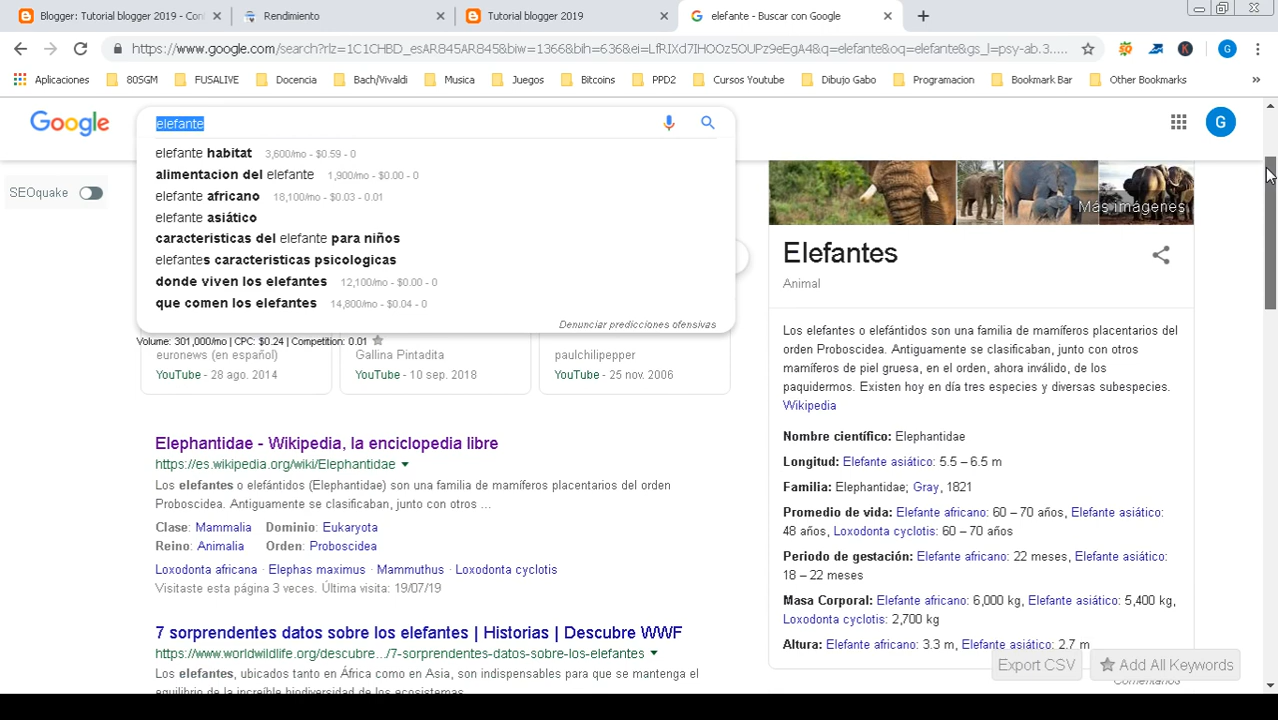 Blogger: Tutorial blogger 2019 - Con
Rendimiento
Tutorial blogger 2019
elefante - Buscar con Google
https://www.google.com/search?rlz=1C1CHBD_esAR845AR845&biw=1366&bih=636&ei=LfRIXd7IHOOz5OUPz9eEgA4&q=elefante&oq=elefante&gs_l=psy-ab.3....
Aplicaciones 80SGM FUSALIVE Docencia Bach/Vivaldi Musica Juegos Bitcoins PPD2 Cursos Youtube Dibujo Gabo Programacion Bookmark Bar Other Bookmarks »
Google
elefante
G
SEOquake
elefante habitat 3,600/mo - $0.59 - 0
alimentacion del elefante 1,900/mo - $0.00 - 0
elefante africano 18,100/mo - $0.03 - 0.01
elefante asiático
caracteristicas del elefante para niños
elefantes caracteristicas psicologicas
donde viven los elefantes 12,100/mo - $0.00 - 0
que comen los elefantes 14,800/mo - $0.04 - 0
Denunciar predicciones ofensivas
Volume: 301,000/mo | CPC: $0.24 | Competition: 0.01
euronews (en español)
YouTube - 28 ago. 2014
Gallina Pintadita
YouTube - 10 sep. 2018
paulchilipepper
YouTube - 25 nov. 2006
Elephantidae - Wikipedia, la enciclopedia libre
https://es.wikipedia.org/wiki/Elephantidae
Los elefantes o elefántidos (Elephantidae) son una familia de mamíferos placentarios del orden
Proboscidea. Antiguamente se clasificaban, junto con otros ...
Clase: Mammalia Dominio: Eukaryota
Reino: Animalia Orden: Proboscidea
Loxodonta africana · Elephas maximus · Mammuthus · Loxodonta cyclotis
Visitaste esta página 3 veces. Última visita: 19/07/19
7 sorprendentes datos sobre los elefantes | Historias | Descubre WWF
https://www.worldwildlife.org/descubre.../7-sorprendentes-datos-sobre-los-elefantes
Los elefantes, ubicados tanto en África como en Asia, son indispensables para que se mantenga el
equilibrio de la increíble biodiversidad de los ecosistemas.
Más imágenes
Elefantes
Animal
Los elefantes o elefántidos son una familia de mamíferos placentarios del
orden Proboscidea. Antiguamente se clasificaban, junto con otros
mamíferos de piel gruesa, en el orden, ahora inválido, de los
paquidermos. Existen hoy en día tres especies y diversas subespecies.
Wikipedia
Nombre científico: Elephantidae
Longitud: Elefante asiático: 5.5 – 6.5 m
Familia: Elephantidae; Gray, 1821
Promedio de vida: Elefante africano: 60 – 70 años, Elefante asiático:
48 años, Loxodonta cyclotis: 60 – 70 años
Periodo de gestación: Elefante africano: 22 meses, Elefante asiático:
18 – 22 meses
Masa Corporal: Elefante africano: 6,000 kg, Elefante asiático: 5,400 kg,
Loxodonta cyclotis: 2,700 kg
Altura: Elefante africano: 3.3 m, Elefante asiático: 2.7 m
Export CSV
Add All Keywords
Comentarios